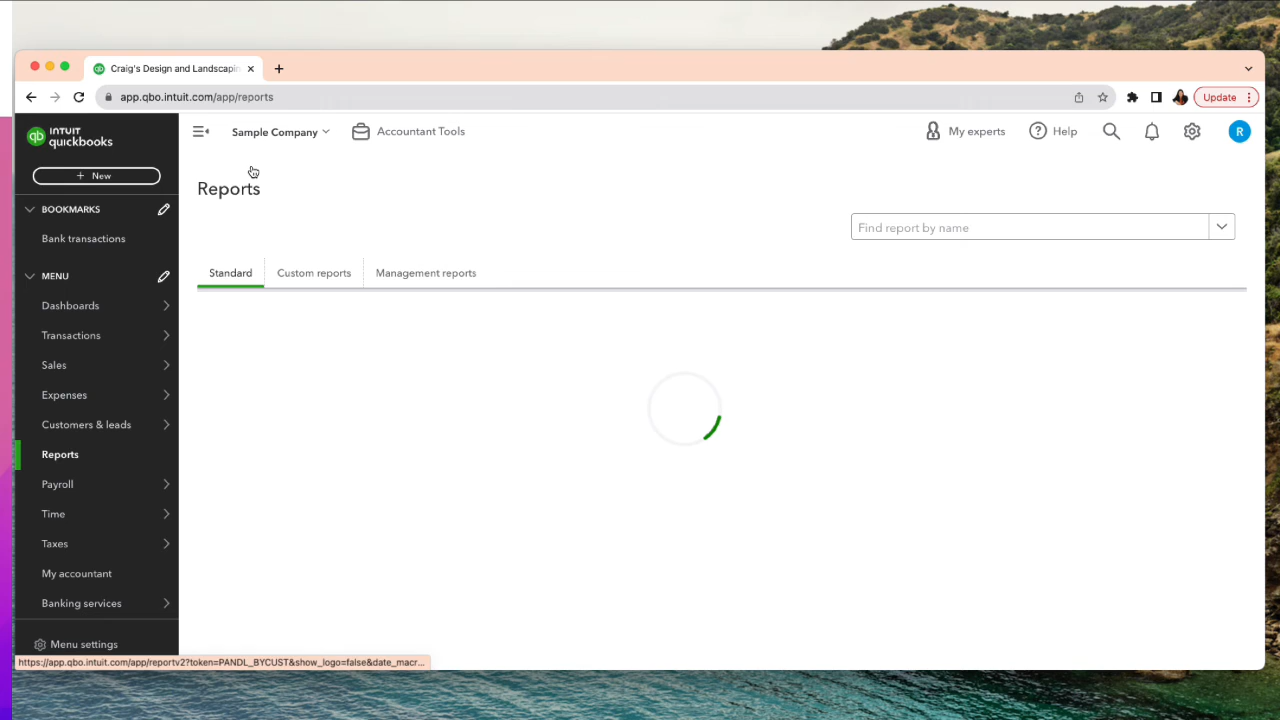 Craig's Design and Landscapin
app.qbo.intuit.com/app/reports
Update
INTUIT
quickbooks
Sample Company
Accountant Tools
My experts
Help
R
+ New
Reports
BOOKMARKS
Find report by name
Bank transactions
Standard
Custom reports
Management reports
MENU
Dashboards
Transactions
Sales
Expenses
Customers & leads
Reports
Payroll
Time
Taxes
My accountant
Banking services
Menu settings
https://app.qbo.intuit.com/app/reportv2?token=PANDL_BYCUST&show_logo=false&date_macr...